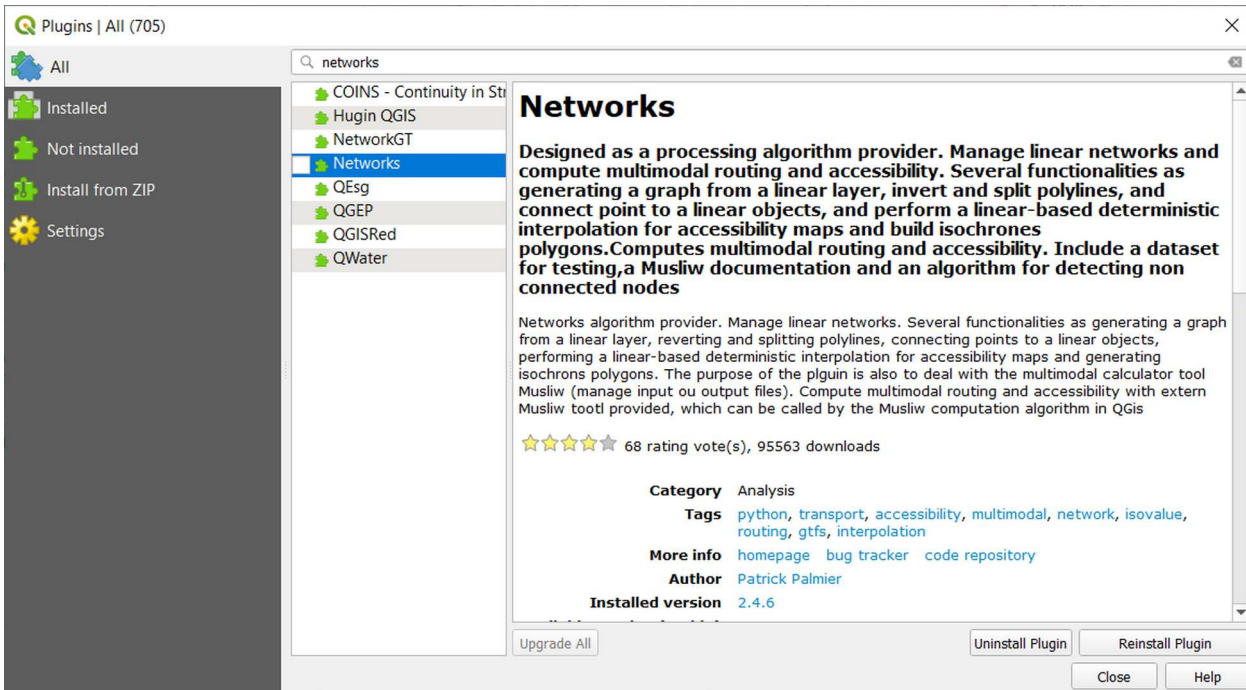 Plugins | All (705)
All
Installed
Not installed
Install from ZIP
Settings
networks
COINS - Continuity in Str
Hugin QGIS
NetworkGT
Networks
QEsg
QGEP
QGISRed
QWater
Networks
Designed as a processing algorithm provider. Manage linear networks and
compute multimodal routing and accessibility. Several functionalities as
generating a graph from a linear layer, invert and split polylines, and
connect point to a linear objects, and perform a linear-based deterministic
interpolation for accessibility maps and build isochrones
polygons.Computes multimodal routing and accessibility. Include a dataset
for testing,a Musliw documentation and an algorithm for detecting non
connected nodes
Networks algorithm provider. Manage linear networks. Several functionalities as generating a graph
from a linear layer, reverting and splitting polylines, connecting points to a linear objects,
performing a linear-based deterministic interpolation for accessibility maps and generating
isochrons polygons. The purpose of the plguin is also to deal with the multimodal calculator tool
Musliw (manage input ou output files). Compute multimodal routing and accessibility with extern
Musliw tootl provided, which can be called by the Musliw computation algorithm in QGis
68 rating vote(s), 95563 downloads
Category Analysis
Tags python, transport, accessibility, multimodal, network, isovalue,
routing, gtfs, interpolation
More info homepage bug tracker code repository
Author Patrick Palmier
Installed version 2.4.6
Upgrade All
Uninstall Plugin
Reinstall Plugin
Close
Help